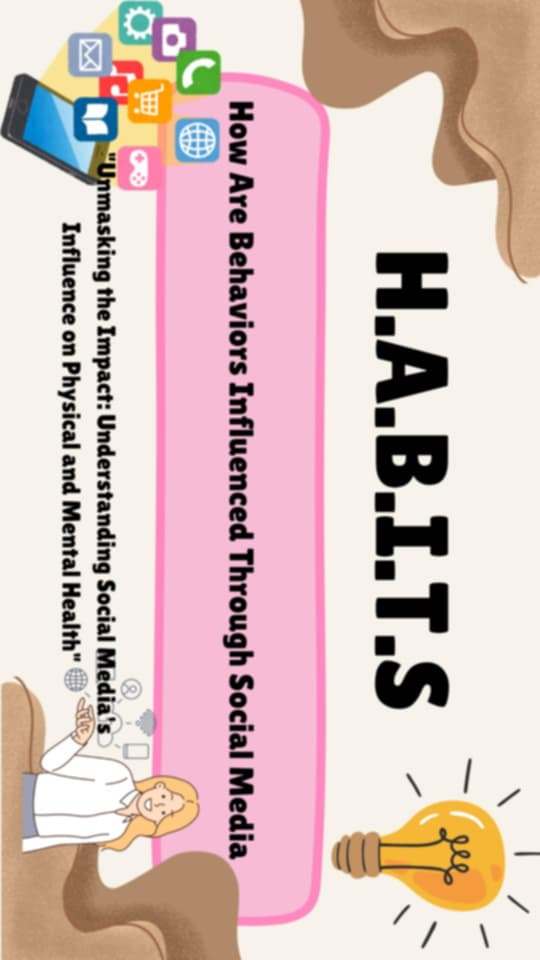 H.A.B.I.T.S
How Are Behaviors Influenced Through Social Media
"Unmasking the Impact: Understanding Social Media's
Influence on Physical and Mental Health"